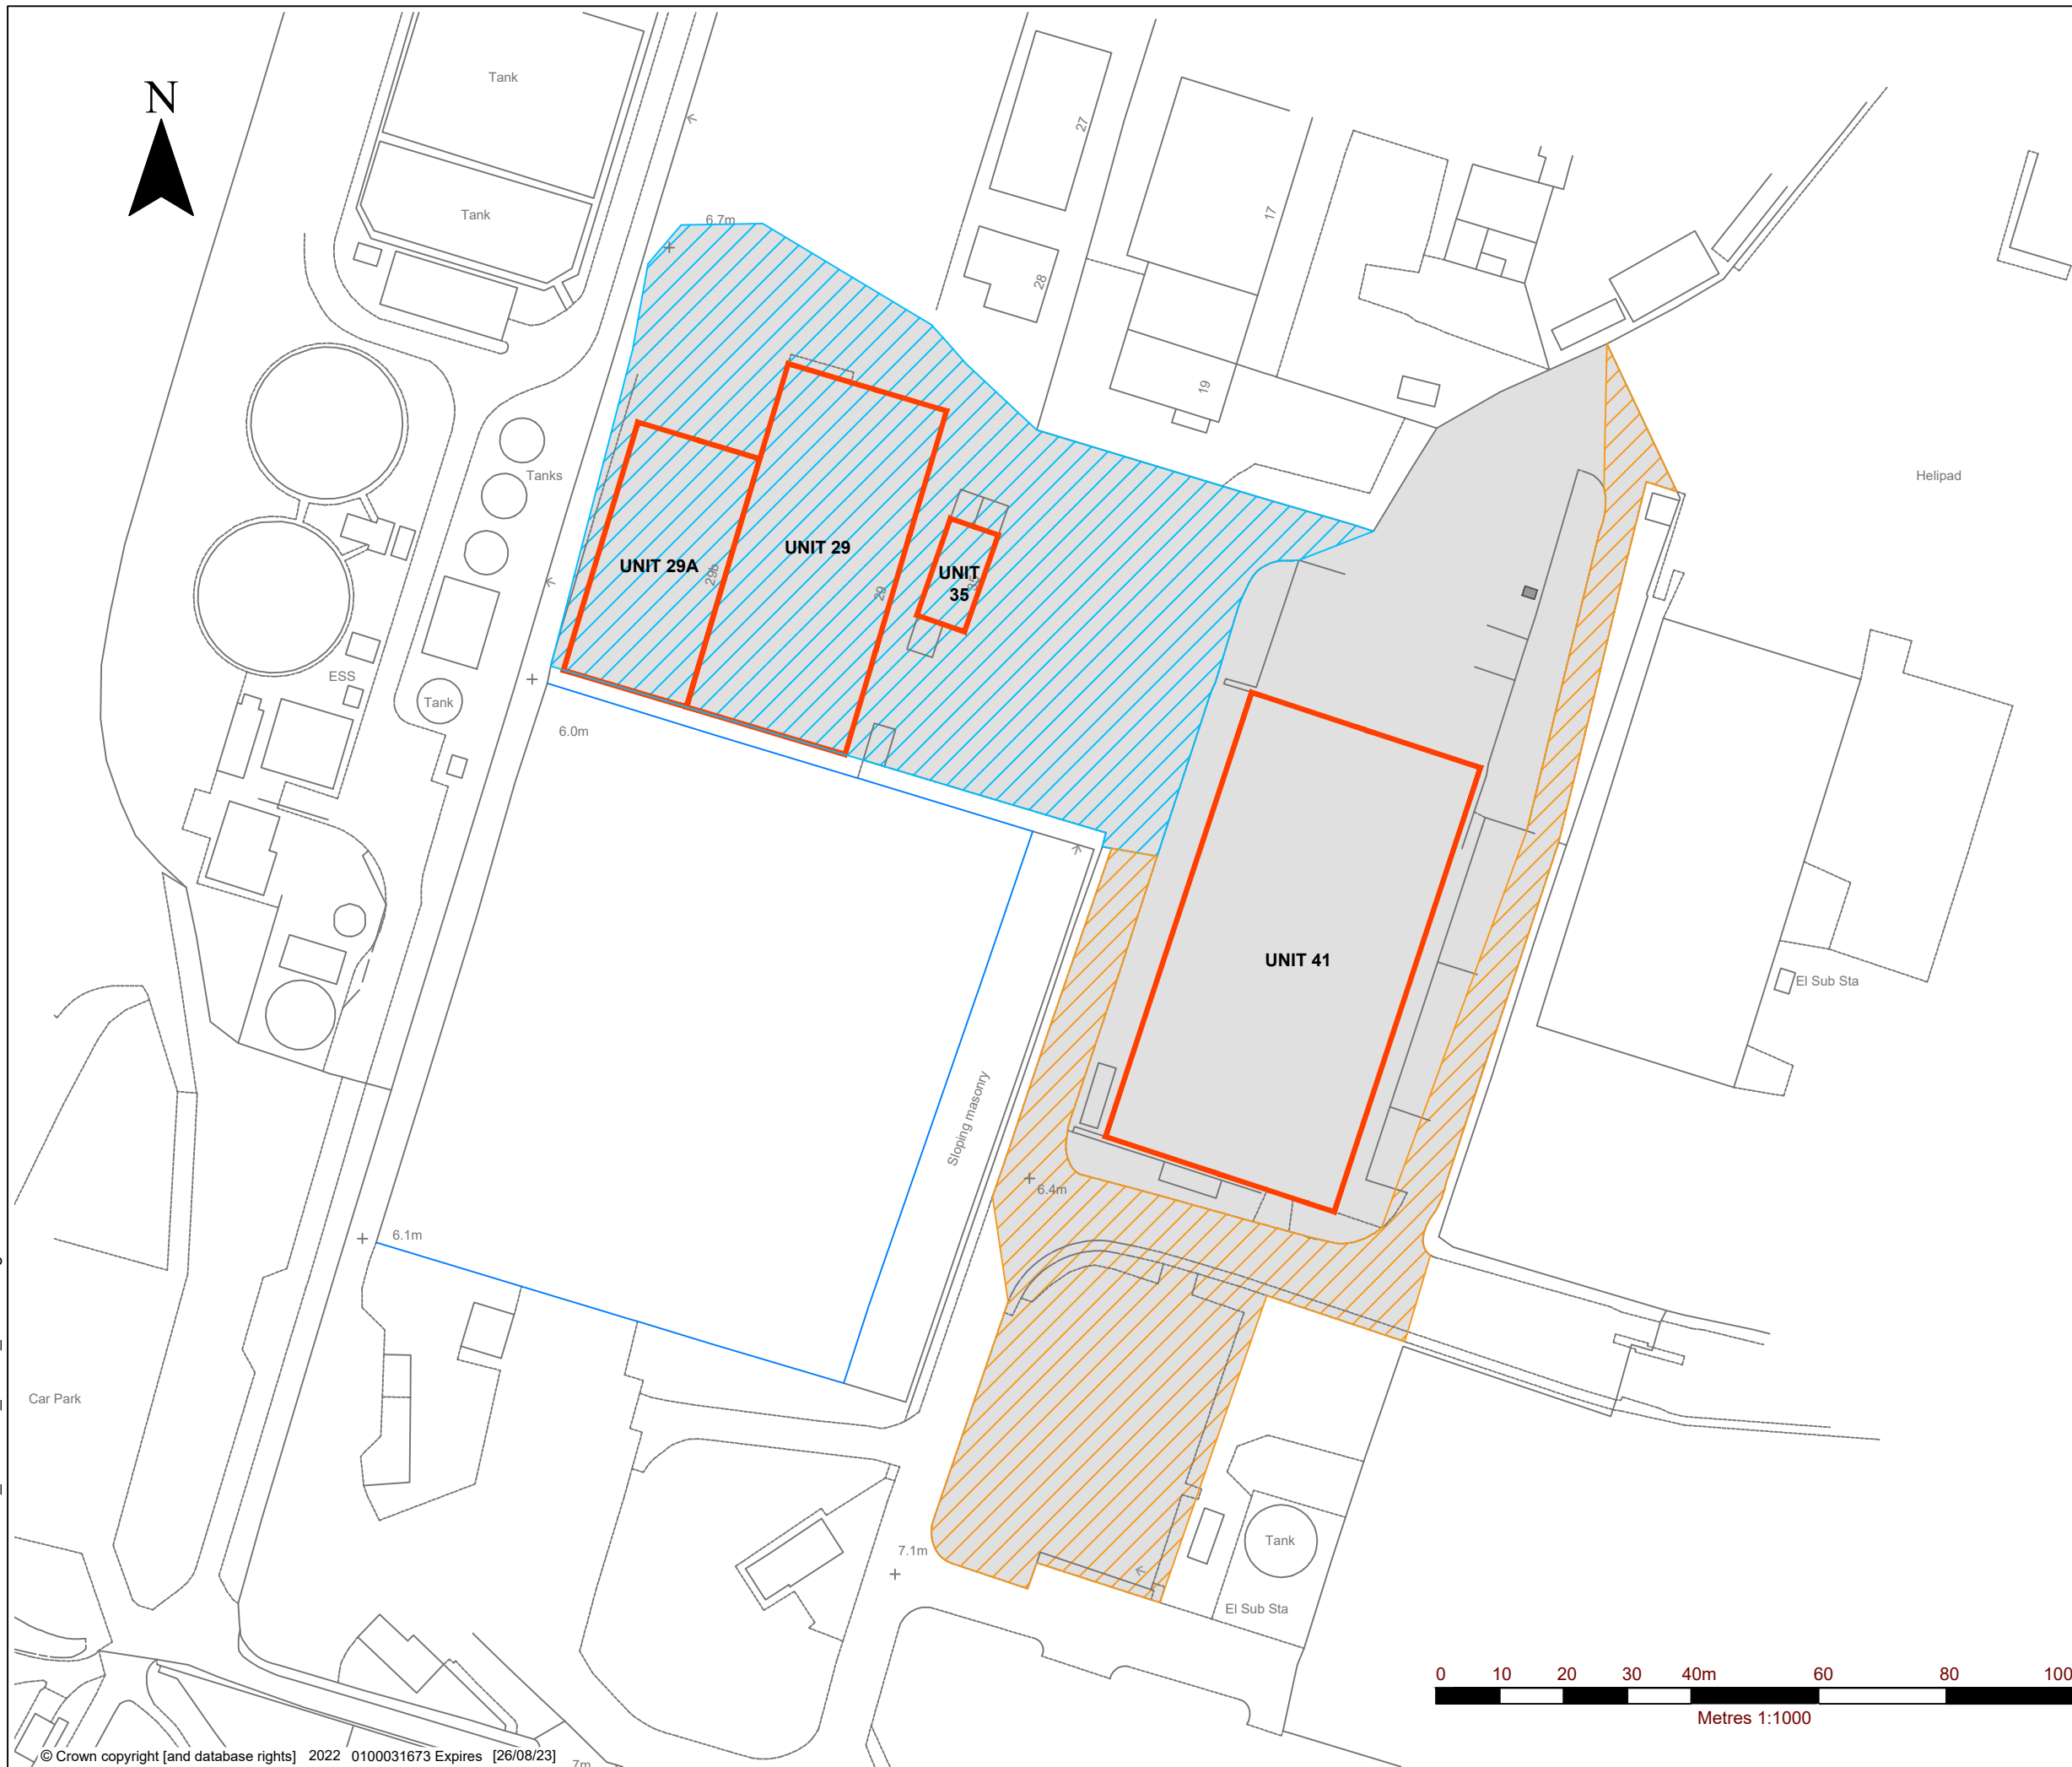 Tank
N
27
Tank
6.7m
17
28
19
Tanks
Helipad
UNIT 29
UNIT 29A
29b
29
UNIT
35
35
ESS
Tank
6.0m
UNIT 41
El Sub Sta
Sloping masonry
6.4m
6.1m
Car Park
7.1m
Tank
El Sub Sta
0 10 20 30 40m 60 80 100
Metres 1:1000
© Crown copyright [and database rights] 2022 0100031673 Expires [26/08/23]
7m